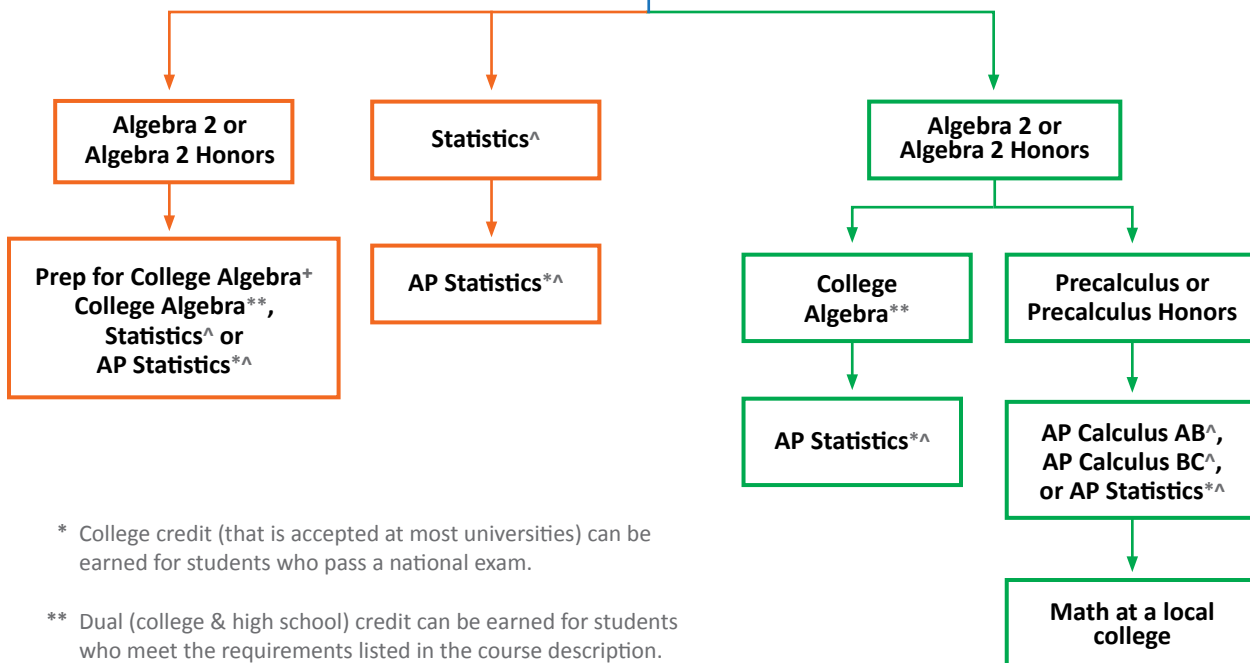 Algebra 2 or
Algebra 2 Honors
Statistics^
Algebra 2 or
Algebra 2 Honors
Prep for College Algebra+
College Algebra**,
Statistics^ or
AP Statistics*^
AP Statistics*^
College
Algebra**
Precalculus or
Precalculus Honors
AP Statistics*^
AP Calculus AB^,
AP Calculus BC^,
or AP Statistics*^
Math at a local
college
* College credit (that is accepted at most universities) can be
earned for students who pass a national exam.
** Dual (college & high school) credit can be earned for students
who meet the requirements listed in the course description.